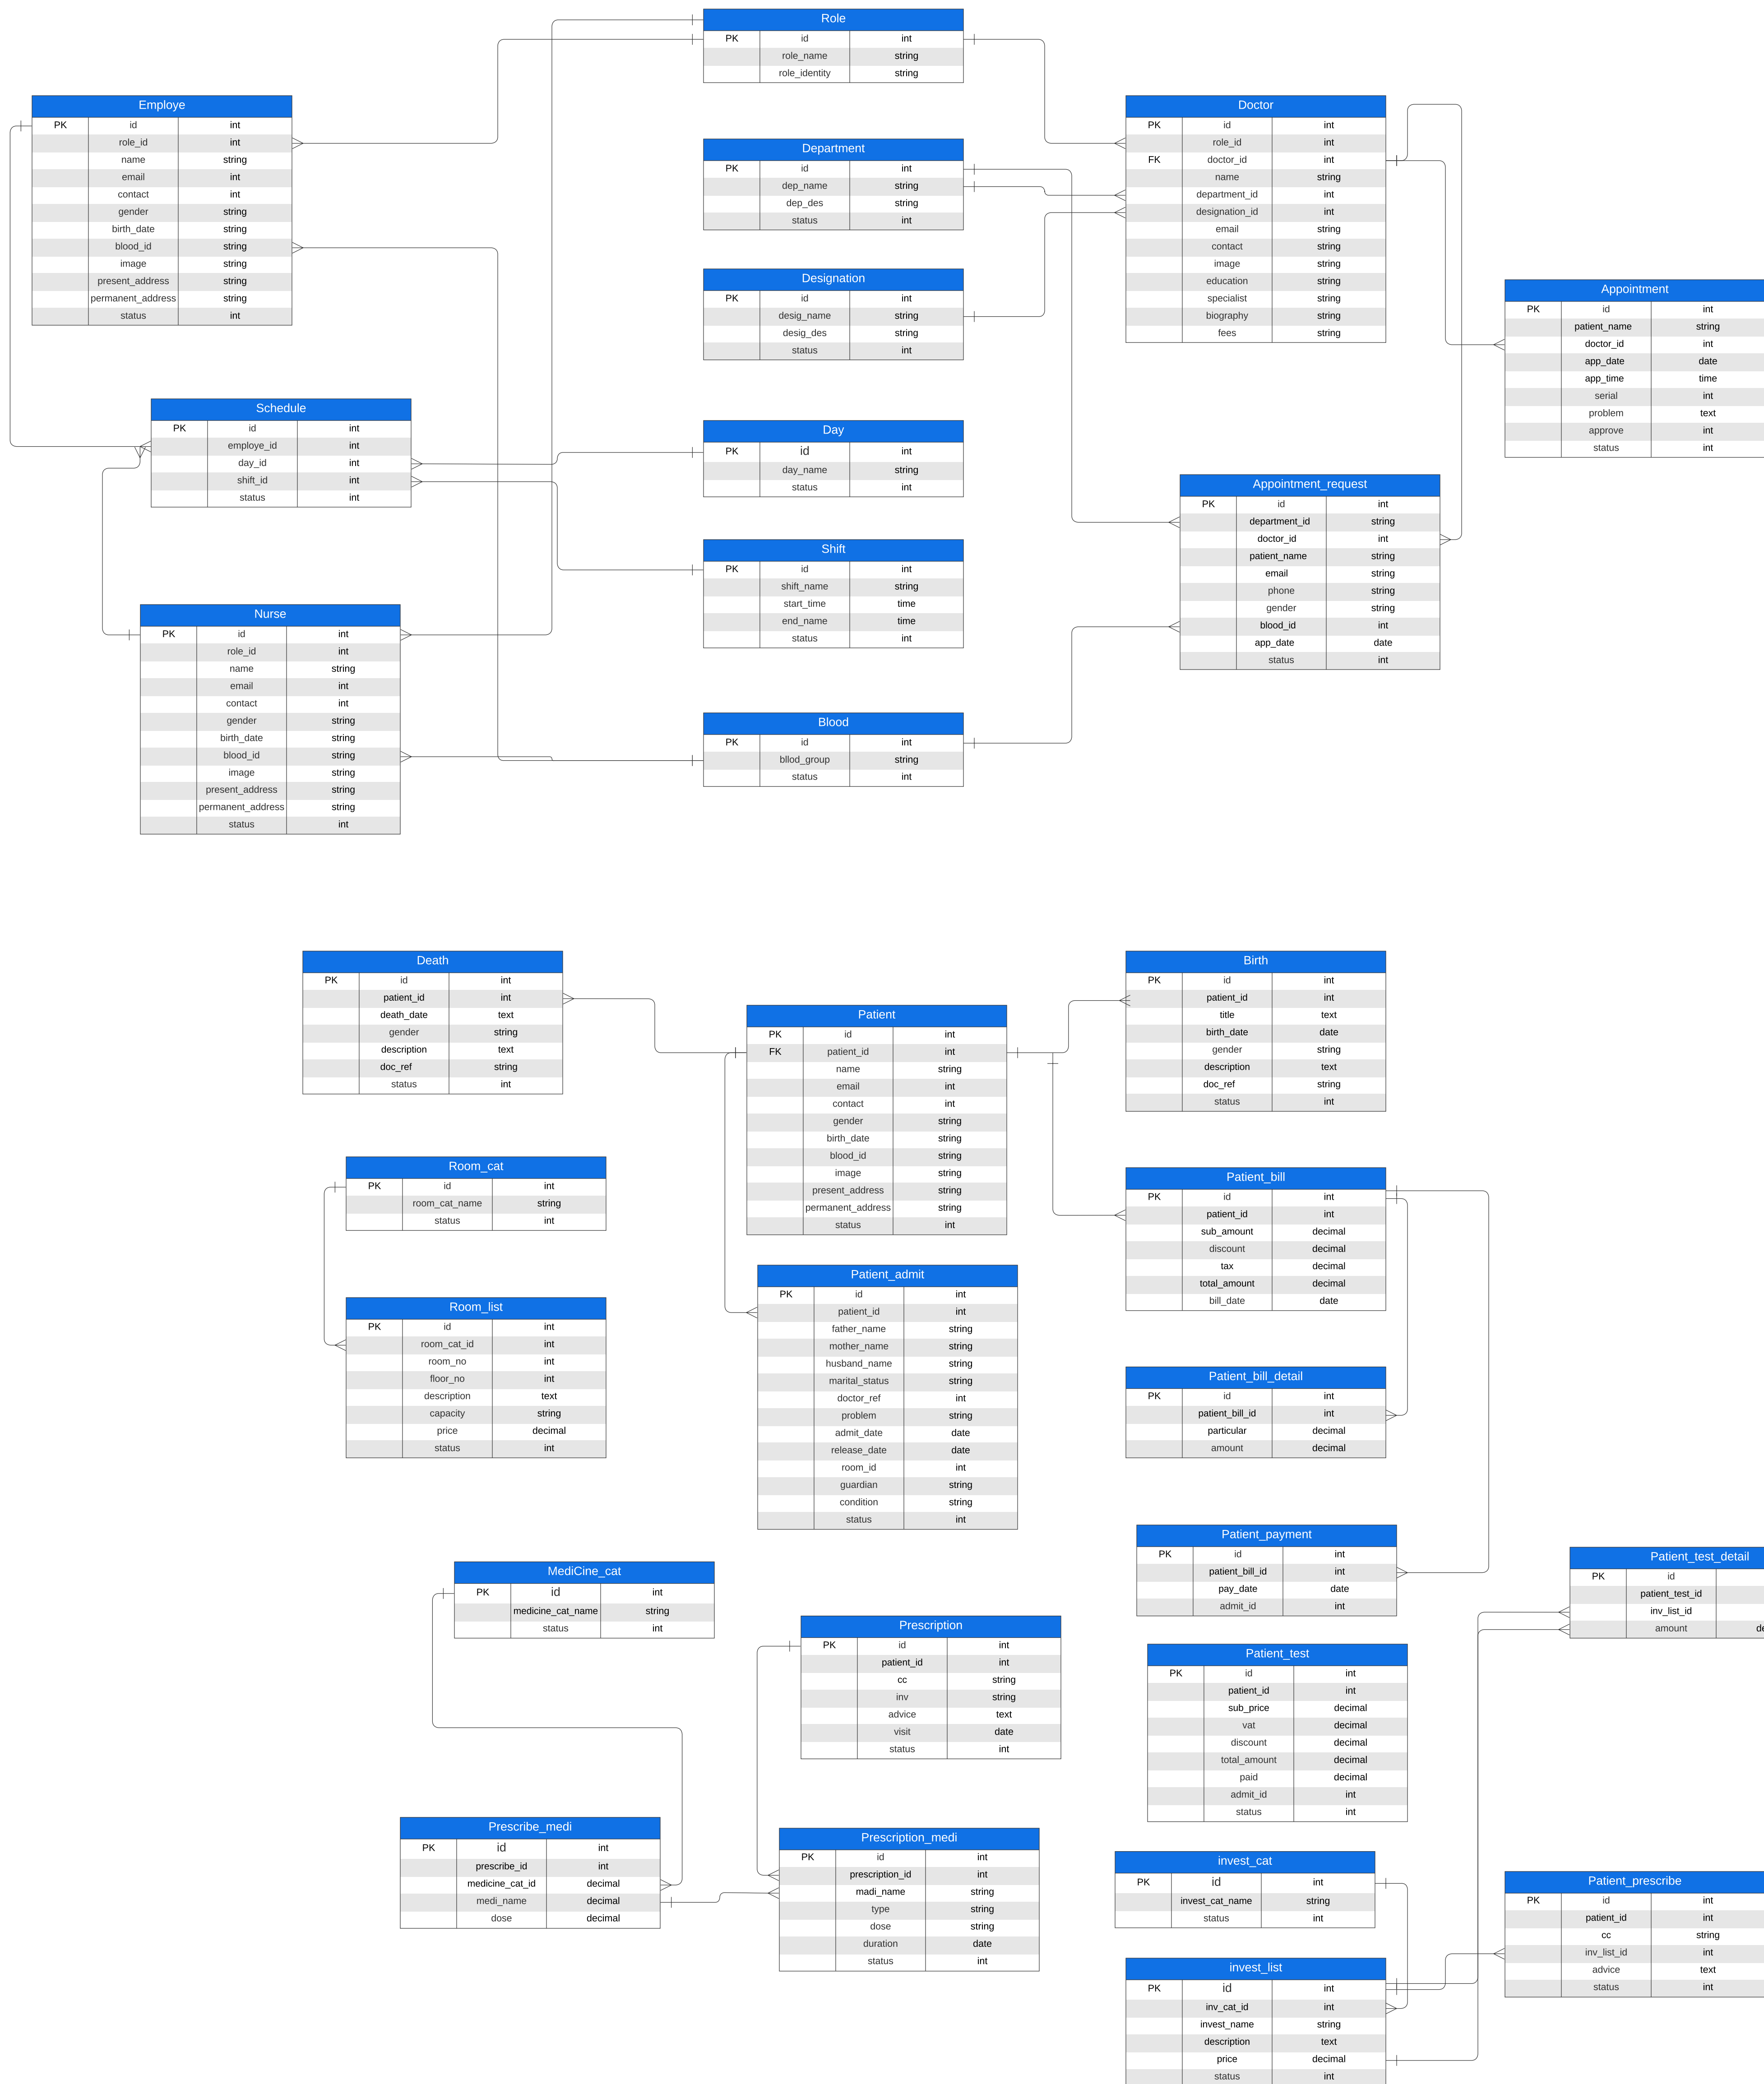 Role
PK id int
role_name string
role_identity string
Employe
PK id int
role_id int
name string
email int
contact int
gender string
birth_date string
blood_id string
image string
present_address string
permanent_address string
status int
Department
PK id int
dep_name string
dep_des string
status int
Doctor
PK id int
role_id int
FK doctor_id int
name string
department_id int
designation_id int
email string
contact string
image string
education string
specialist string
biography string
fees string
Designation
PK id int
desig_name string
desig_des string
status int
Appointment
PK id int
patient_name string
doctor_id int
app_date date
app_time time
serial int
problem text
approve int
status int
Schedule
PK id int
employe_id int
day_id int
shift_id int
status int
Day
PK id int
day_name string
status int
Appointment_request
PK id int
department_id string
doctor_id int
patient_name string
email string
phone string
gender string
blood_id int
app_date date
status int
Shift
PK id int
shift_name string
start_time time
end_name time
status int
Nurse
PK id int
role_id int
name string
email int
contact int
gender string
birth_date string
blood_id string
image string
present_address string
permanent_address string
status int
Blood
PK id int
bllod_group string
status int
Death
PK id int
patient_id int
death_date text
gender string
description text
doc_ref string
status int
Patient
PK id int
FK patient_id int
name string
email int
contact int
gender string
birth_date string
blood_id string
image string
present_address string
permanent_address string
status int
Birth
PK id int
patient_id int
title text
birth_date date
gender string
description text
doc_ref string
status int
Room_cat
PK id int
room_cat_name string
status int
Patient_bill
PK id int
patient_id int
sub_amount decimal
discount decimal
tax decimal
total_amount decimal
bill_date date
Room_list
PK id int
room_cat_id int
room_no int
floor_no int
description text
capacity string
price decimal
status int
Patient_admit
PK id int
patient_id int
father_name string
mother_name string
husband_name string
marital_status string
doctor_ref int
problem string
admit_date date
release_date date
room_id int
guardian string
condition string
status int
Patient_bill_detail
PK id int
patient_bill_id int
particular decimal
amount decimal
Patient_payment
PK id int
patient_bill_id int
pay_date date
admit_id int
Patient_test_detail
PK id
patient_test_id
inv_list_id
amount de
MediCine_cat
PK id int
medicine_cat_name string
status int
Prescription
PK id int
patient_id int
cc string
inv string
advice text
visit date
status int
Patient_test
PK id int
patient_id int
sub_price decimal
vat decimal
discount decimal
total_amount decimal
paid decimal
admit_id int
status int
Prescribe_medi
PK id int
prescribe_id int
medicine_cat_id decimal
medi_name decimal
dose decimal
Prescription_medi
PK id int
prescription_id int
madi_name string
type string
dose string
duration date
status int
invest_cat
PK id int
invest_cat_name string
status int
Patient_prescribe
PK id int
patient_id int
cc string
inv_list_id int
advice text
status int
invest_list
PK id int
inv_cat_id int
invest_name string
description text
price decimal
status int